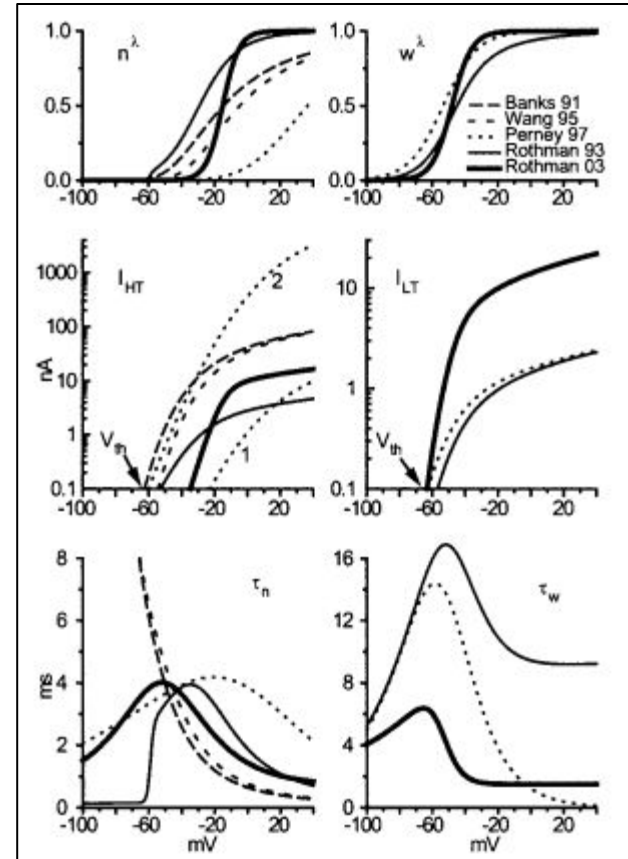 1.0
0.5
0.0
n^λ
-100 -60 -20 20
w^λ
1.0
0.5
0.0
Banks 91
Wang 95
Perney 97
Rothman 93
Rothman 03
-100 -60 -20 20
nA
1000
100
10
1
0.1
I_HT
2
1
V_th
-100 -60 -20 20
10
1
0.1
I_LT
V_th
-100 -60 -20 20
ms
8
6
4
2
0
τ_n
-100 -60 -20 20
mV
16
12
8
4
0
τ_w
-100 -60 -20 20
mV